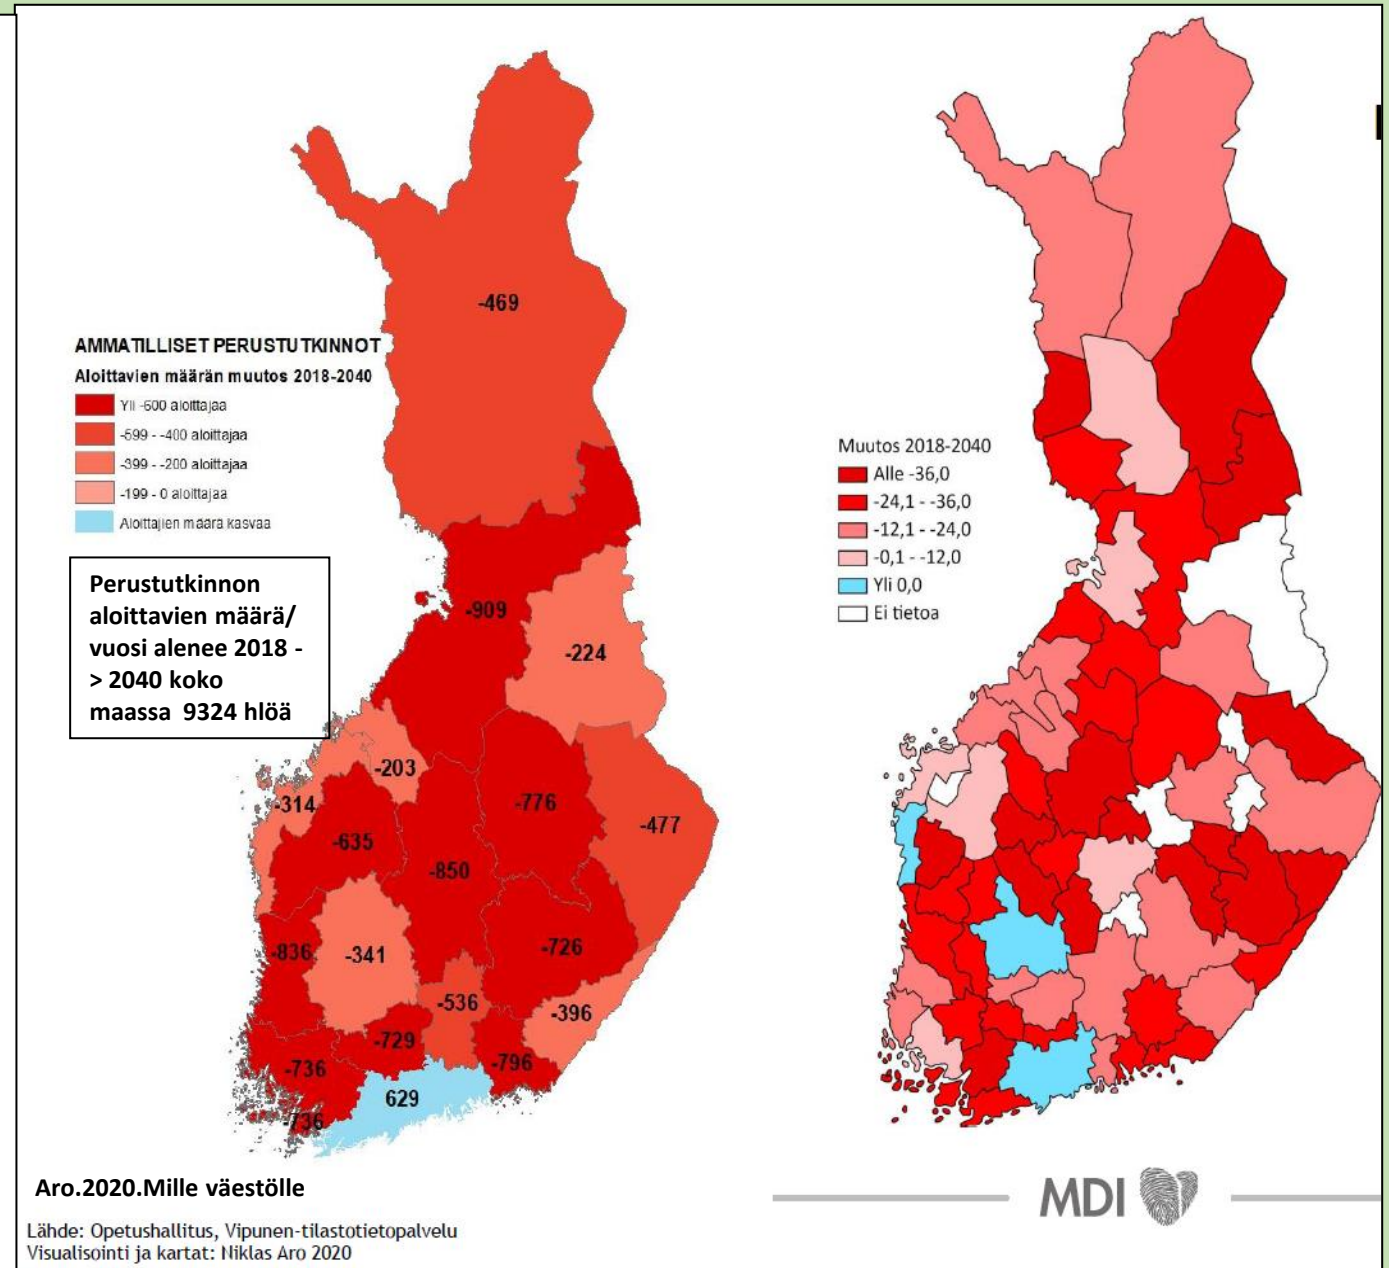 AMMATILLISET PERUSTUTKINNOT
Aloittavien määrän muutos 2018-2040
Yli -600 aloittajaa
-599 - -400 aloittajaa
-399 - -200 aloittajaa
-199 - 0 aloittajaa
Aloittajien määrä kasvaa
Perustutkinnon
aloittavien määrä/
vuosi alenee 2018 -
> 2040 koko
maassa 9324 hlöä
-469
-909
-224
-203
-314
-776
-477
-635
-850
-836
-341
-726
-536
-396
-729
-796
-736
629
-736
Muutos 2018-2040
Alle -36,0
-24,1 - -36,0
-12,1 - -24,0
-0,1 - -12,0
Yli 0,0
Ei tietoa
Aro.2020.Mille väestölle
MDI
Lähde: Opetushallitus, Vipunen-tilastotietopalvelu
Visualisointi ja kartat: Niklas Aro 2020